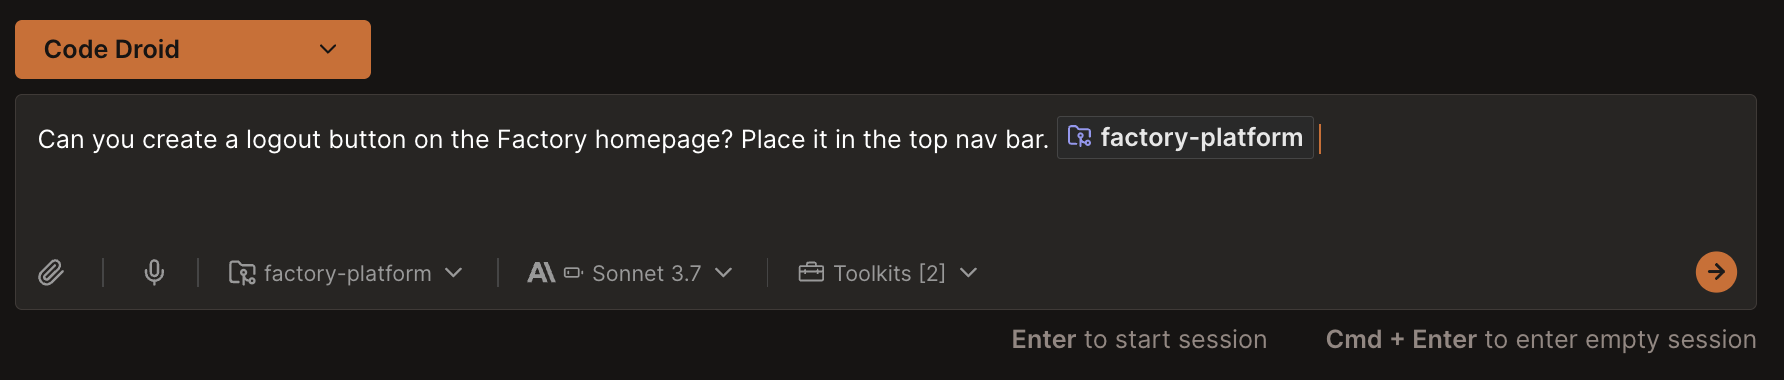 Code Droid
Can you create a logout button on the Factory homepage? Place it in the top nav bar. factory-platform
factory-platform Sonnet 3.7 Toolkits [2]
Enter to start session Cmd + Enter to enter empty session